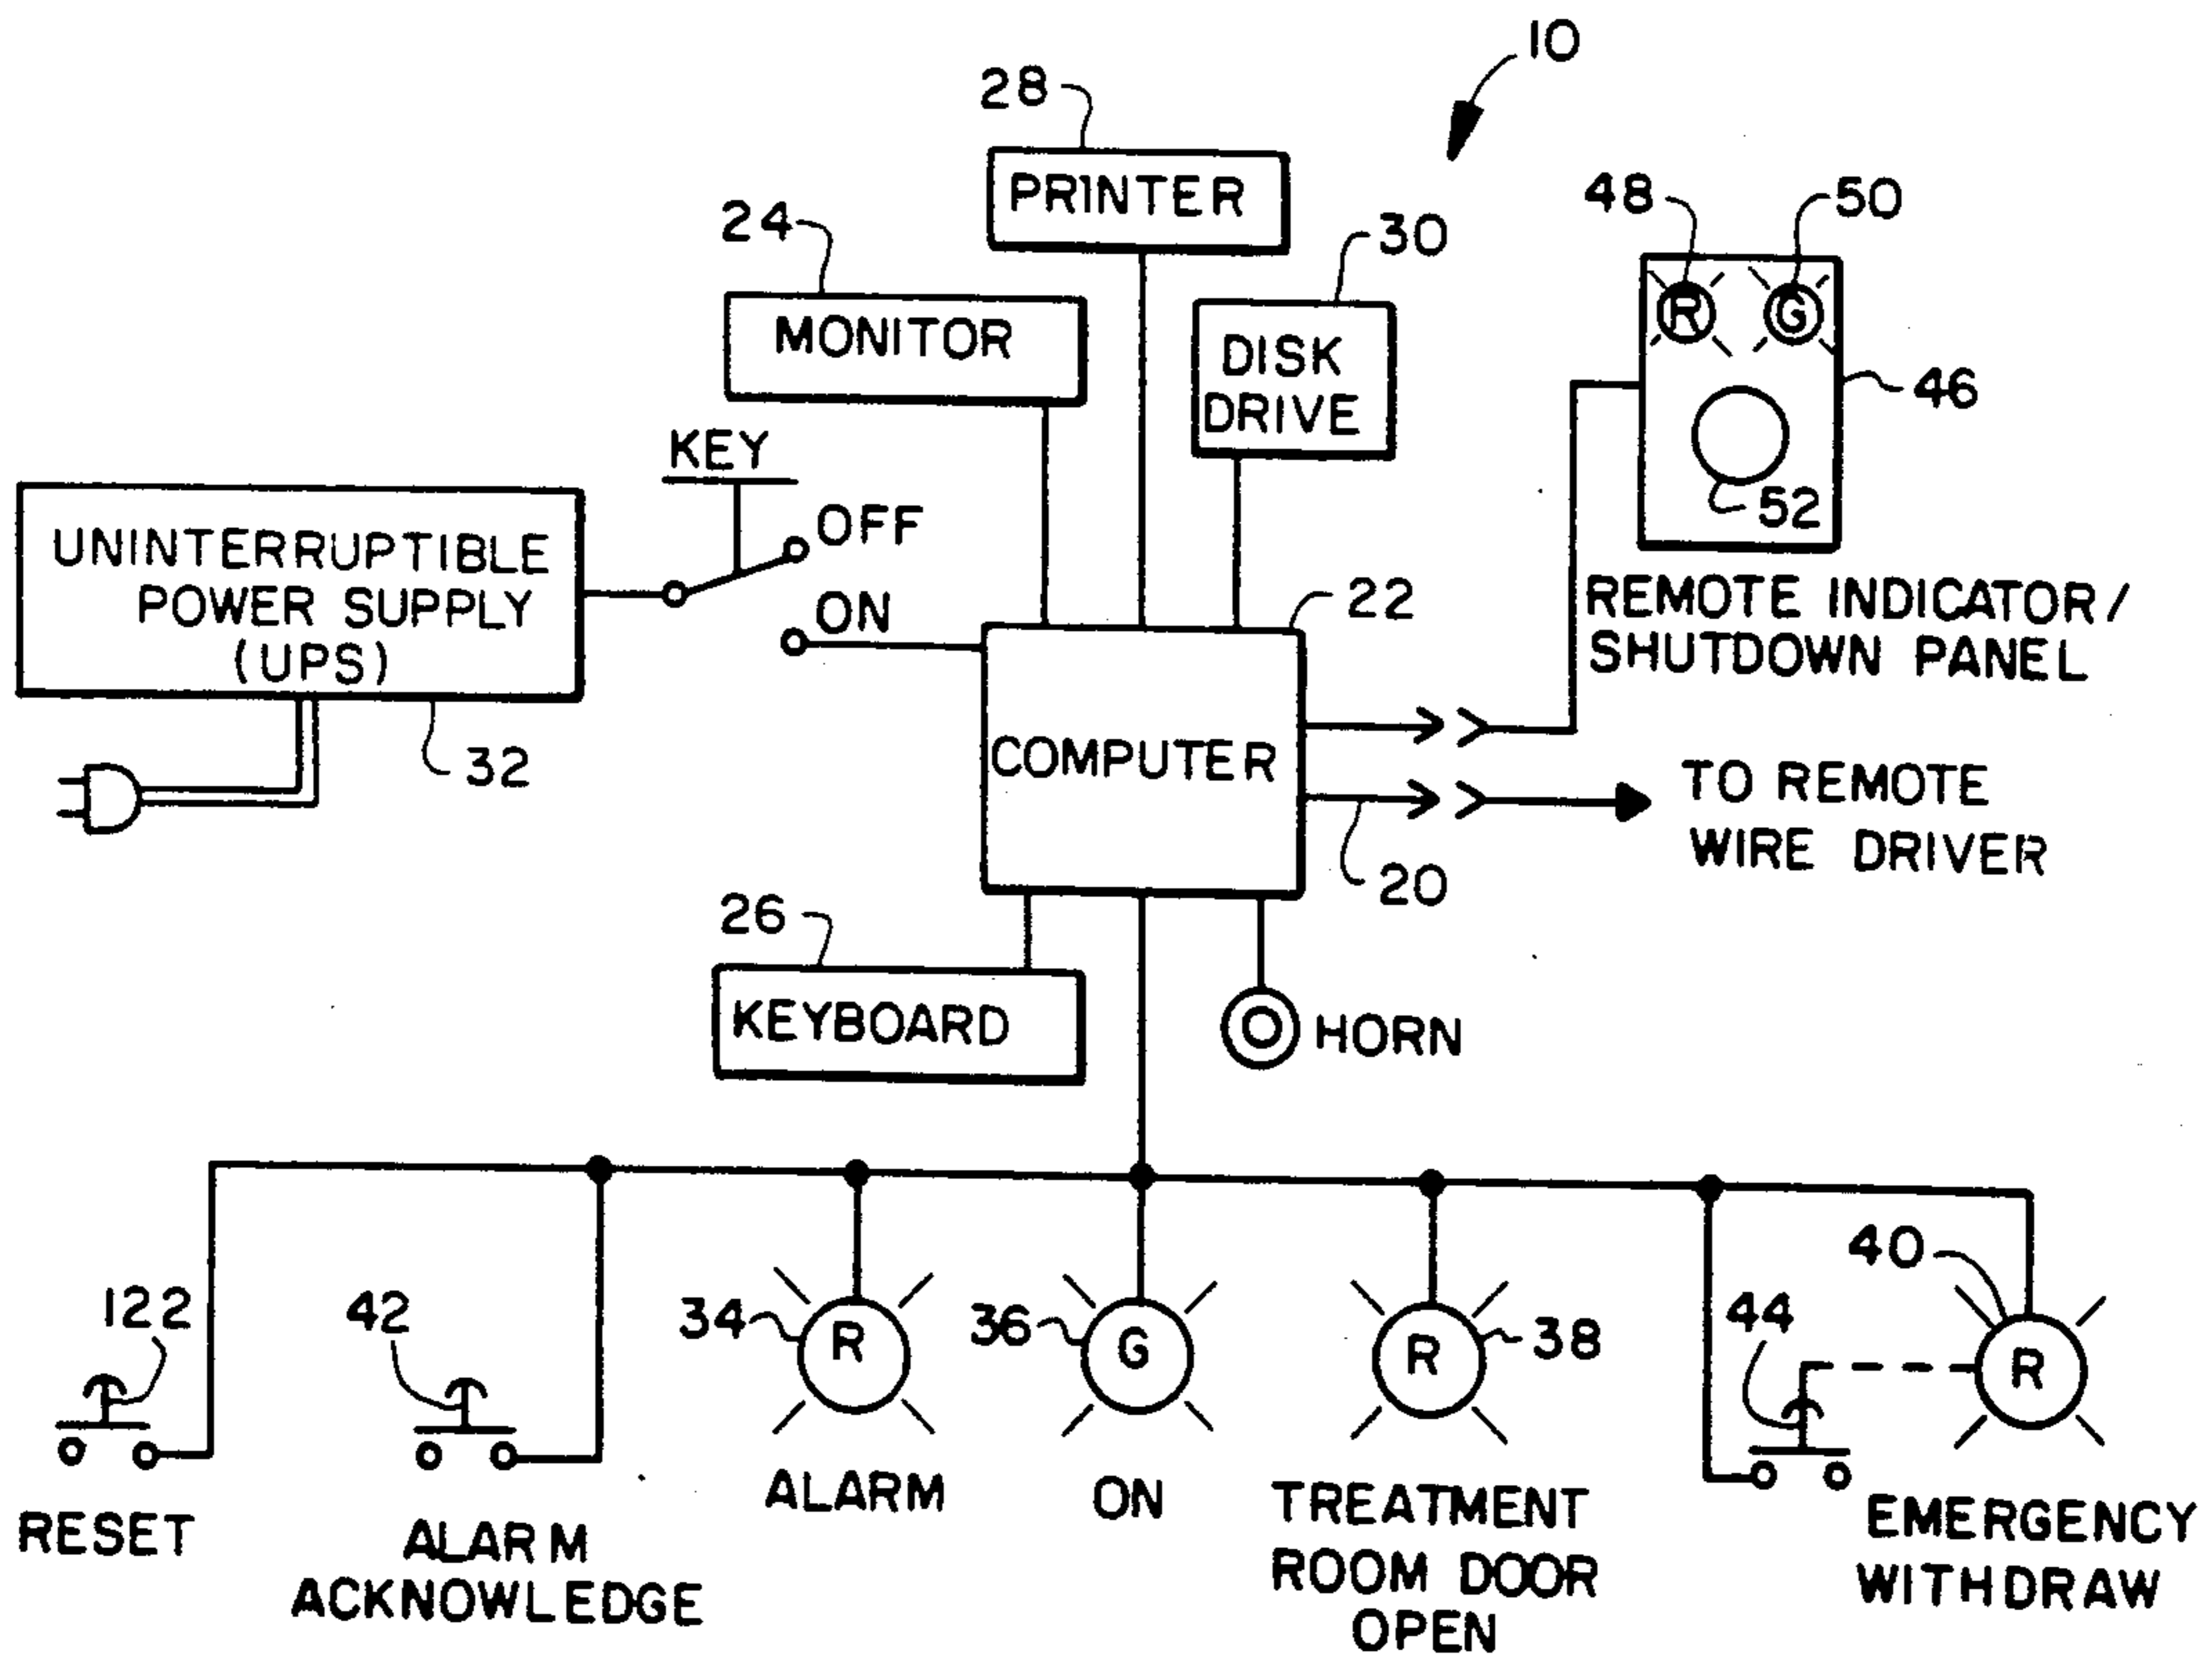 10
28
PRINTER
24
MONITOR
30
DISK
DRIVE
48
50
R
G
46
52
REMOTE INDICATOR/
SHUTDOWN PANEL
KEY
OFF
ON
UNINTERRUPTIBLE
POWER SUPPLY
(UPS)
32
22
COMPUTER
TO REMOTE
WIRE DRIVER
20
26
KEYBOARD
HORN
122
RESET
42
ALARM
ACKNOWLEDGE
34
R
ALARM
36
G
ON
R
38
TREATMENT
ROOM DOOR
OPEN
44
40
R
EMERGENCY
WITHDRAW